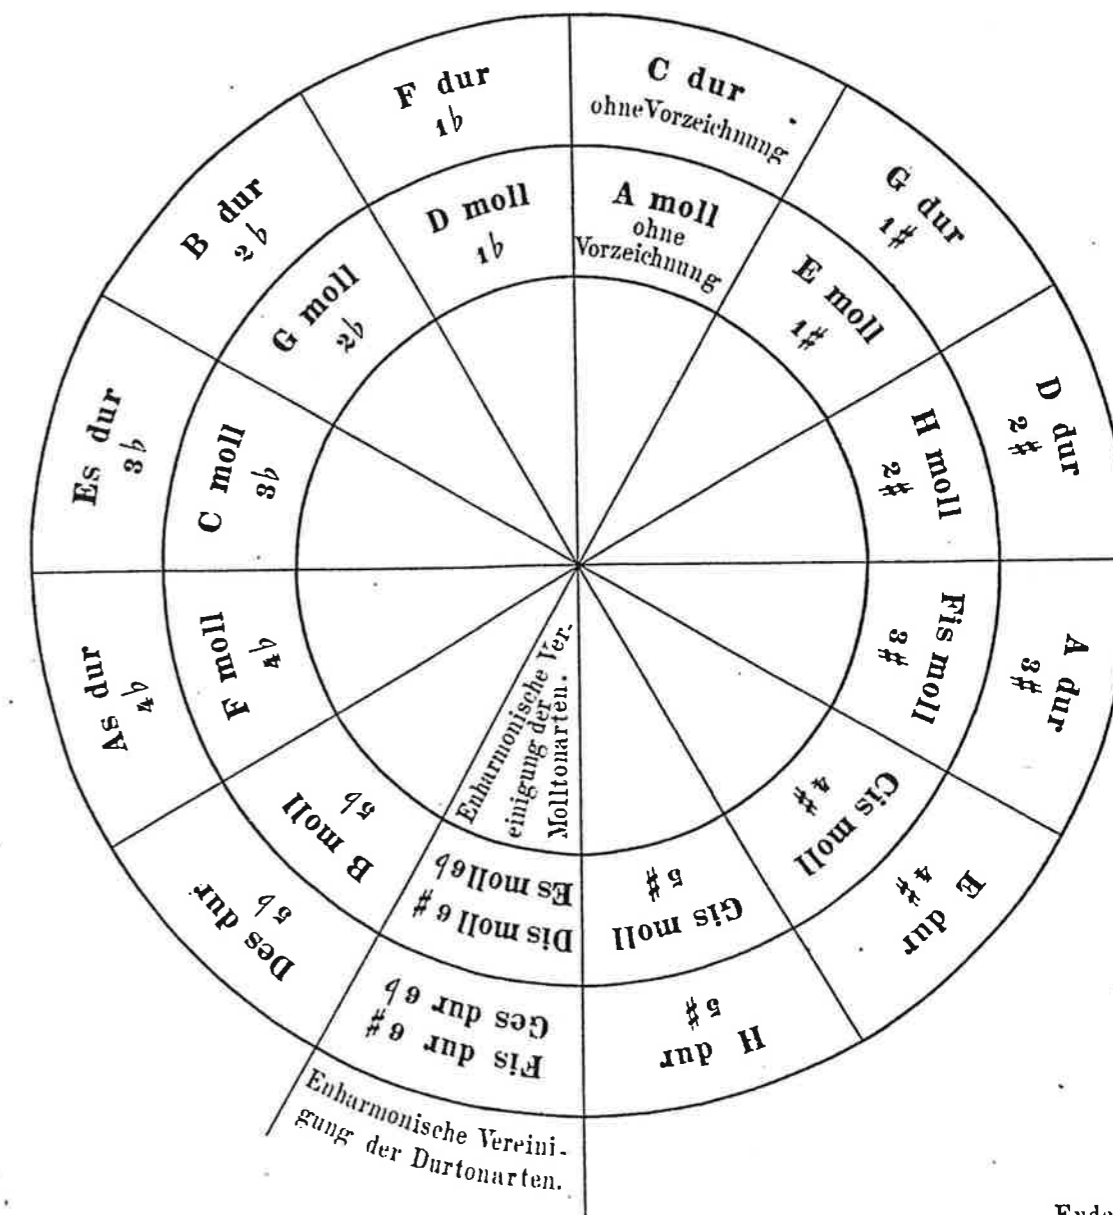 C dur
ohne Vorzeichnung
G dur
1♯
D dur
2♯
A dur
3♯
E dur
4♯
H dur
5♯
Ges dur 6♭
Fis dur 6♯
Des dur
5♭
As dur
4♭
Es dur
3♭
B dur
2♭
F dur
1♭
A moll
ohne
Vorzeichnung
E moll
1♯
H moll
2♯
Fis moll
3♯
Cis moll
4♯
Gis moll
5♯
Es moll 6♭
Dis moll 6♯
B moll
5♭
F moll
4♭
C moll
3♭
G moll
2♭
D moll
1♭
Enharmonische Ver-
einigung der
Molltonarten.
Enharmonische Vereini-
gung der Durtonarten.